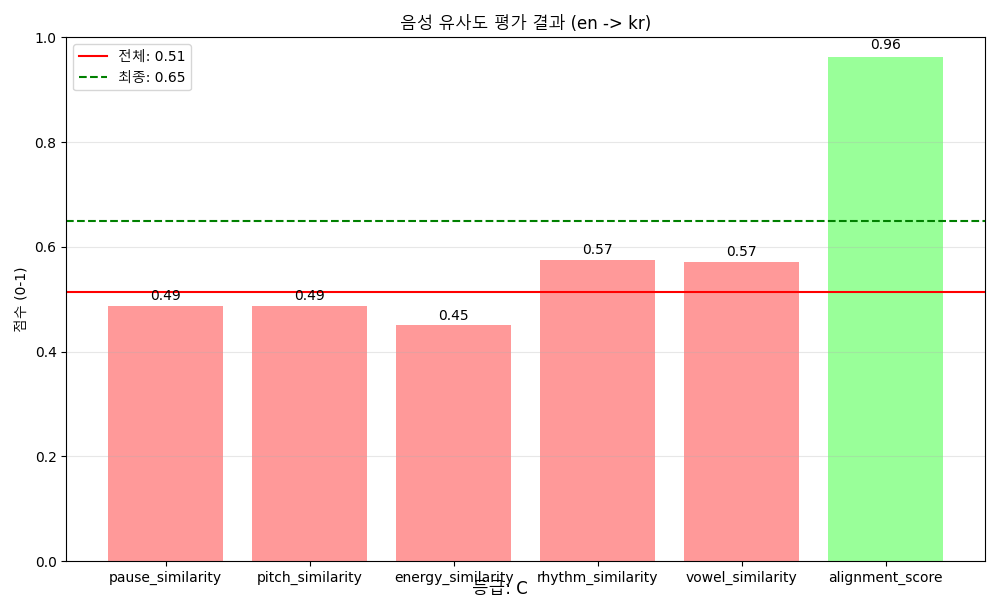 음성 유사도 평가 결과 (en -> kr)
전체: 0.51
최종: 0.65
점수 (0-1)
1.0
0.8
0.6
0.4
0.2
0.0
0.49
0.49
0.45
0.57
0.57
0.96
pause_similarity
pitch_similarity
energy_similarity
rhythm_similarity
vowel_similarity
alignment_score
등급: C